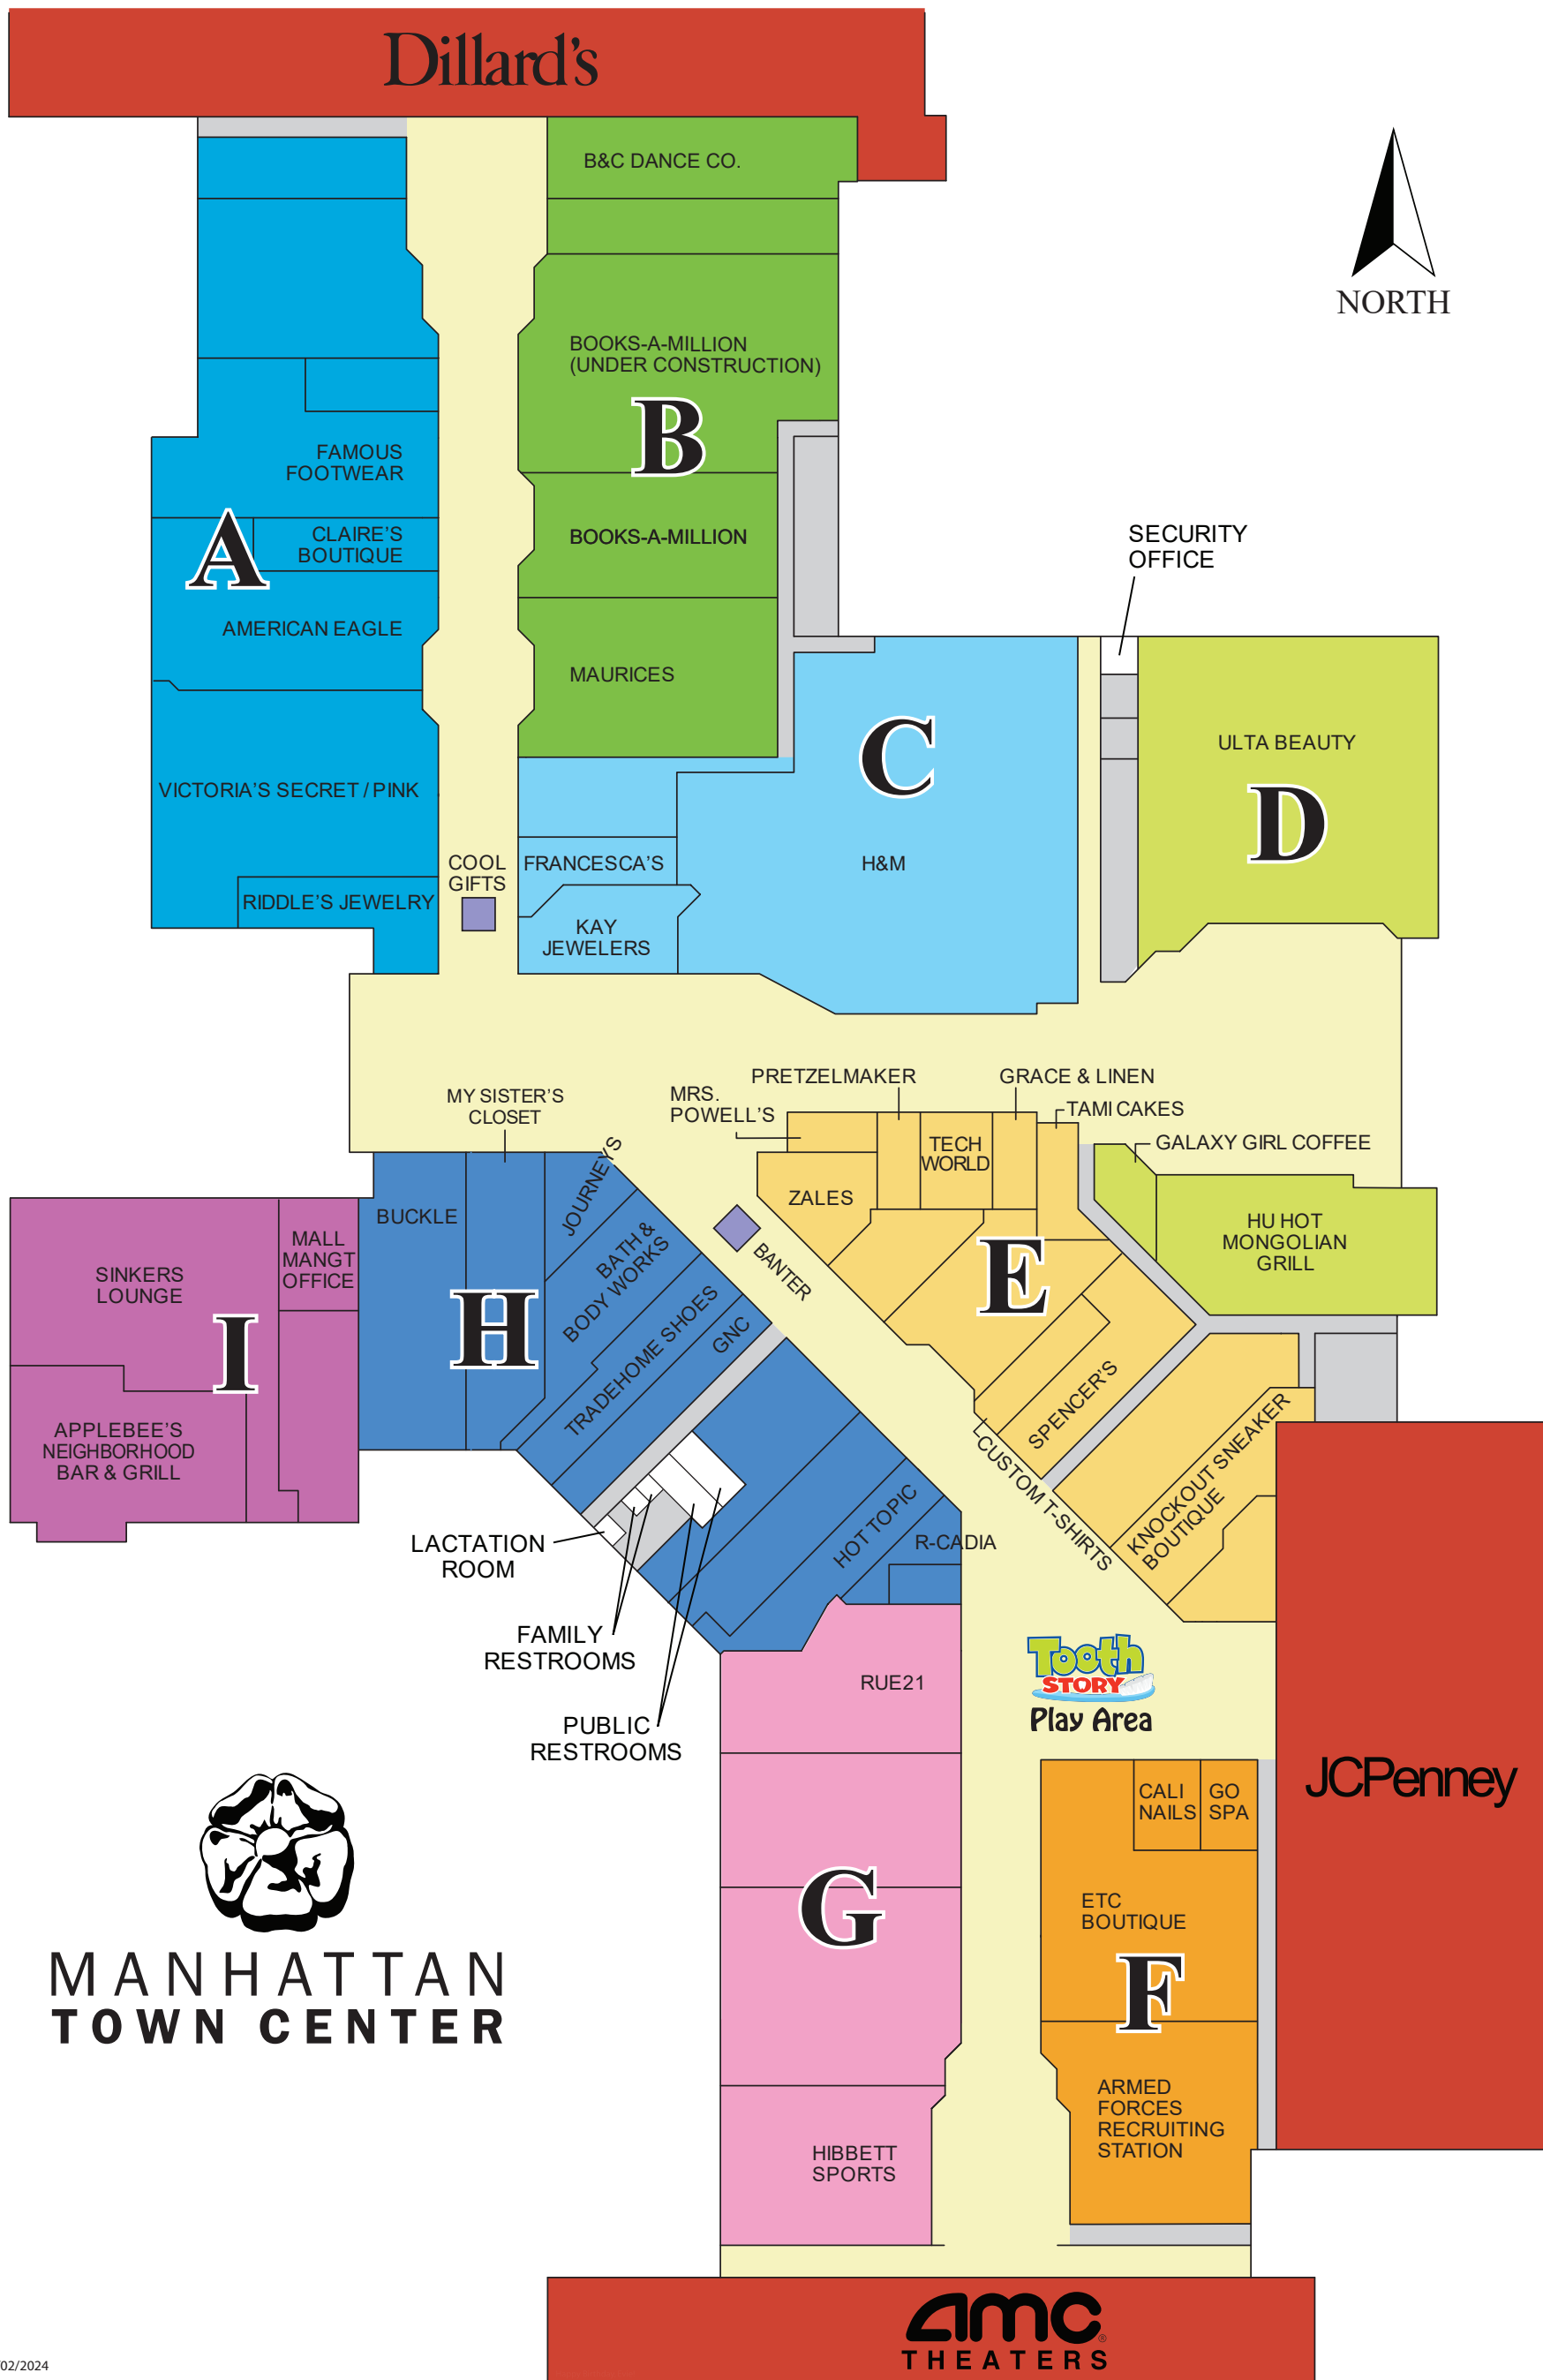 Dillard's
B&C DANCE CO.
NORTH
BOOKS-A-MILLION
(UNDER CONSTRUCTION)
B
FAMOUS
FOOTWEAR
A
CLAIRE'S
BOUTIQUE
BOOKS-A-MILLION
SECURITY
OFFICE
AMERICAN EAGLE
MAURICES
C
ULTA BEAUTY
D
VICTORIA'S SECRET / PINK
COOL
GIFTS
FRANCESCA'S
H&M
RIDDLE'S JEWELRY
KAY
JEWELERS
MY SISTER'S
CLOSET
MRS.
POWELL'S
PRETZELMAKER
GRACE & LINEN
TAMI CAKES
GALAXY GIRL COFFEE
TECH
WORLD
ZALES
JOURNEYS
BUCKLE
BATH &
BODY WORKS
BANTER
E
HU HOT
MONGOLIAN
GRILL
MALL
MANGT
OFFICE
SINKERS
LOUNGE
I
H
TRADEHOME SHOES
GNC
SPENCER'S
CUSTOM T-SHIRTS
KNOCKOUT SNEAKER
BOUTIQUE
APPLEBEE'S
NEIGHBORHOOD
BAR & GRILL
HOT TOPIC
R-CADIA
LACTATION
ROOM
FAMILY
RESTROOMS
PUBLIC
RESTROOMS
RUE21
Tooth
STORY
Play Area
JCPenney
CALI
NAILS
GO
SPA
G
ETC
BOUTIQUE
F
MANHATTAN
TOWN CENTER
ARMED
FORCES
RECRUITING
STATION
HIBBETT
SPORTS
amc
THEATERS
/02/2024